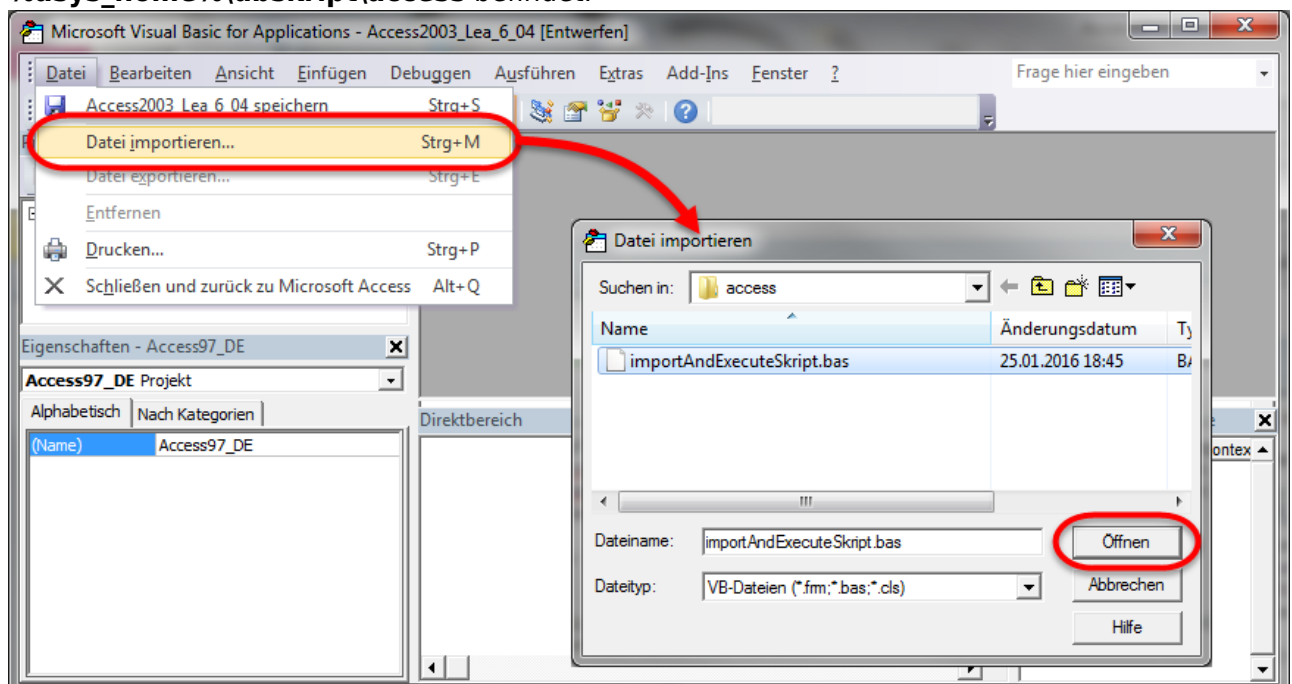 Microsoft Visual Basic for Applications - Access2003_Lea_6_04 [Entwerfen]
Datei Bearbeiten Ansicht Einfügen Debuggen Ausführen Extras Add-Ins Fenster ? Frage hier eingeben
Access2003_Lea_6_04 speichern Strg+S
Datei importieren... Strg+M
Datei exportieren... Strg+E
Entfernen
Drucken... Strg+P
Schließen und zurück zu Microsoft Access Alt+Q
Datei importieren
Suchen in: access
Name Änderungsdatum
importAndExecuteSkript.bas 25.01.2016 18:45
Dateiname: importAndExecuteSkript.bas Öffnen
Dateityp: VB-Dateien (*.frm;*.bas;*.cls) Abbrechen
Hilfe
Eigenschaften - Access97_DE
Access97_DE Projekt
Alphabetisch Nach Kategorien
(Name) Access97_DE
Direktbereich